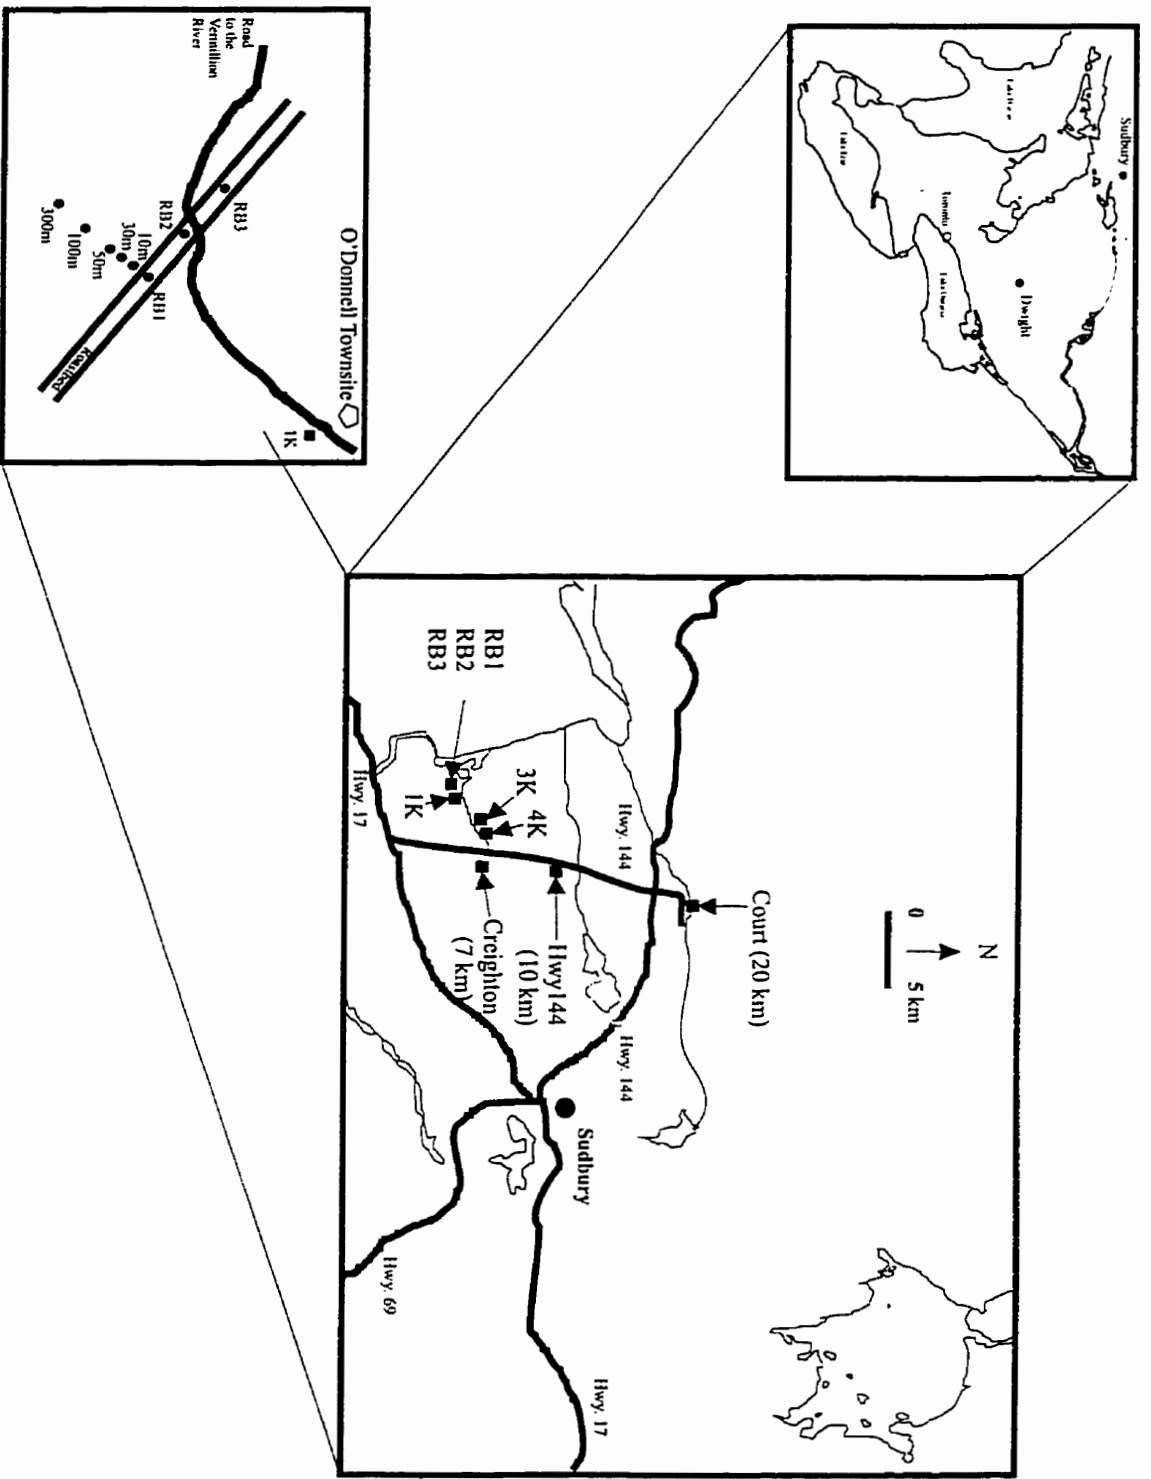 Sudbury
Toronto
Dwight
Court (20 km)
N
0
5 km
Hwy. 144
Hwy. 144
RB1
RB2
RB3
3K
4K
1K
Hwy144
(10 km)
Creighton
(7 km)
Sudbury
Hwy. 17
Hwy. 17
Hwy. 69
O'Donnell Townsite
1K
Road
to the
Vermillion
River
RB3
RB2
RB1
10m
30m
50m
100m
300m
Roastbed